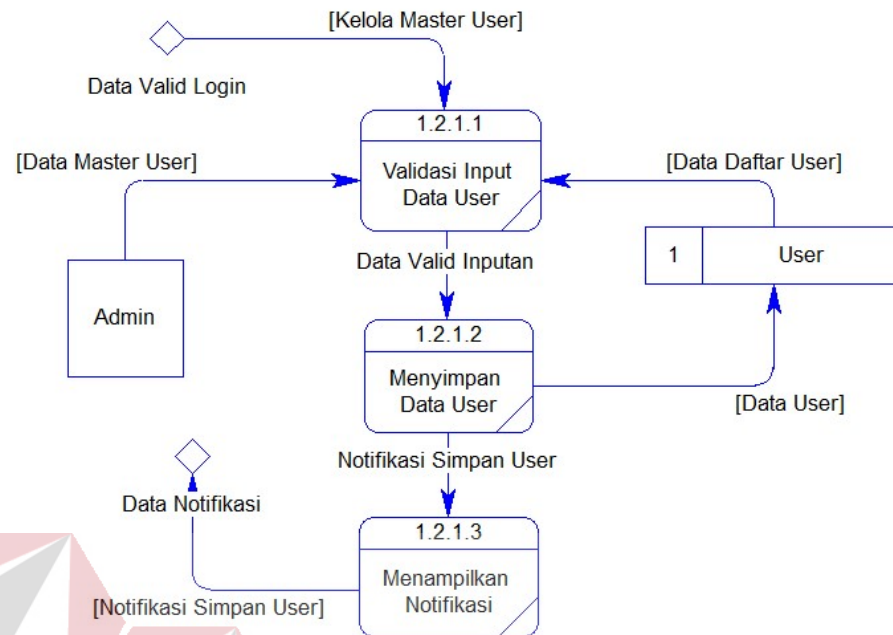 [Kelola Master User]
Data Valid Login
1.2.1.1
Validasi Input
Data User
[Data Master User]
[Data Daftar User]
1
User
Admin
Data Valid Inputan
1.2.1.2
Menyimpan
Data User
[Data User]
Notifikasi Simpan User
Data Notifikasi
1.2.1.3
Menampilkan
Notifikasi
[Notifikasi Simpan User]